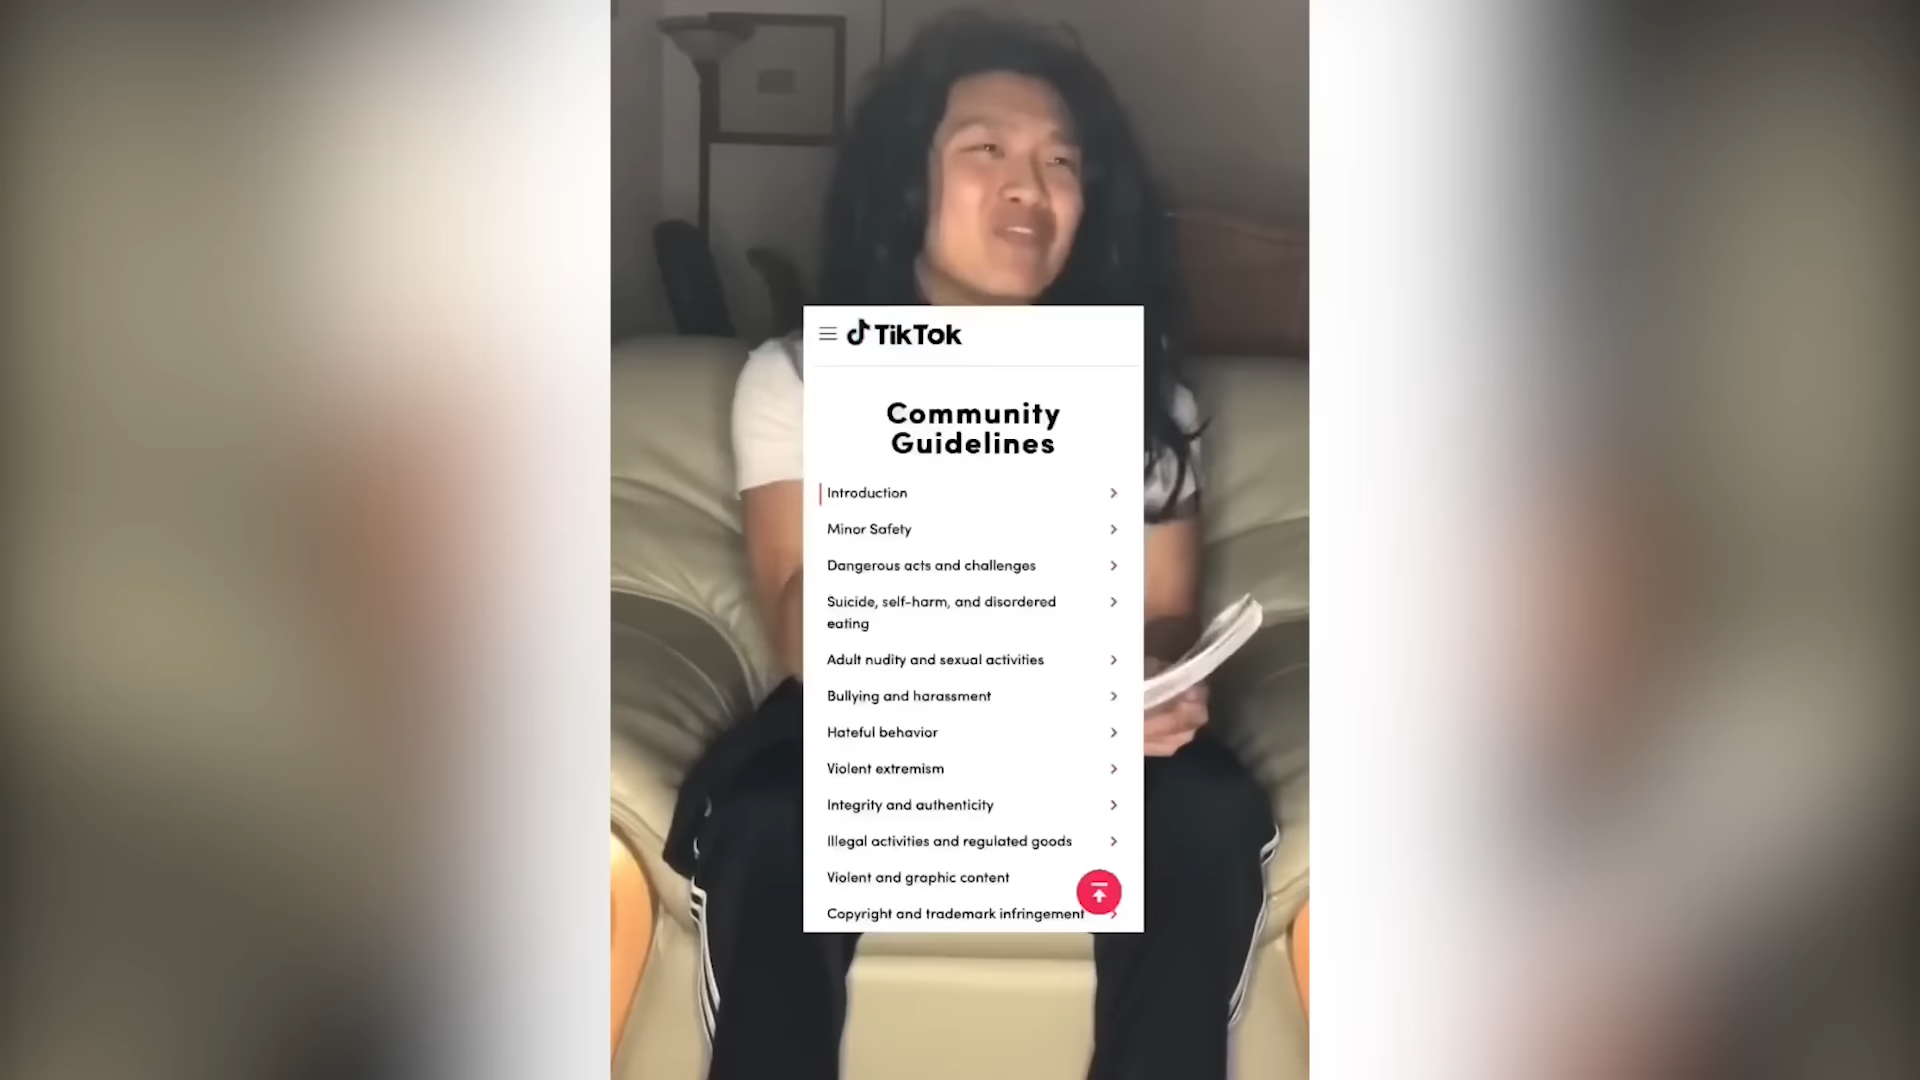 TikTok
Community
Guidelines
Introduction
Minor Safety
Dangerous acts and challenges
Suicide, self-harm, and disordered
eating
Adult nudity and sexual activities
Bullying and harassment
Hateful behavior
Violent extremism
Integrity and authenticity
Illegal activities and regulated goods
Violent and graphic content
Copyright and trademark infringement